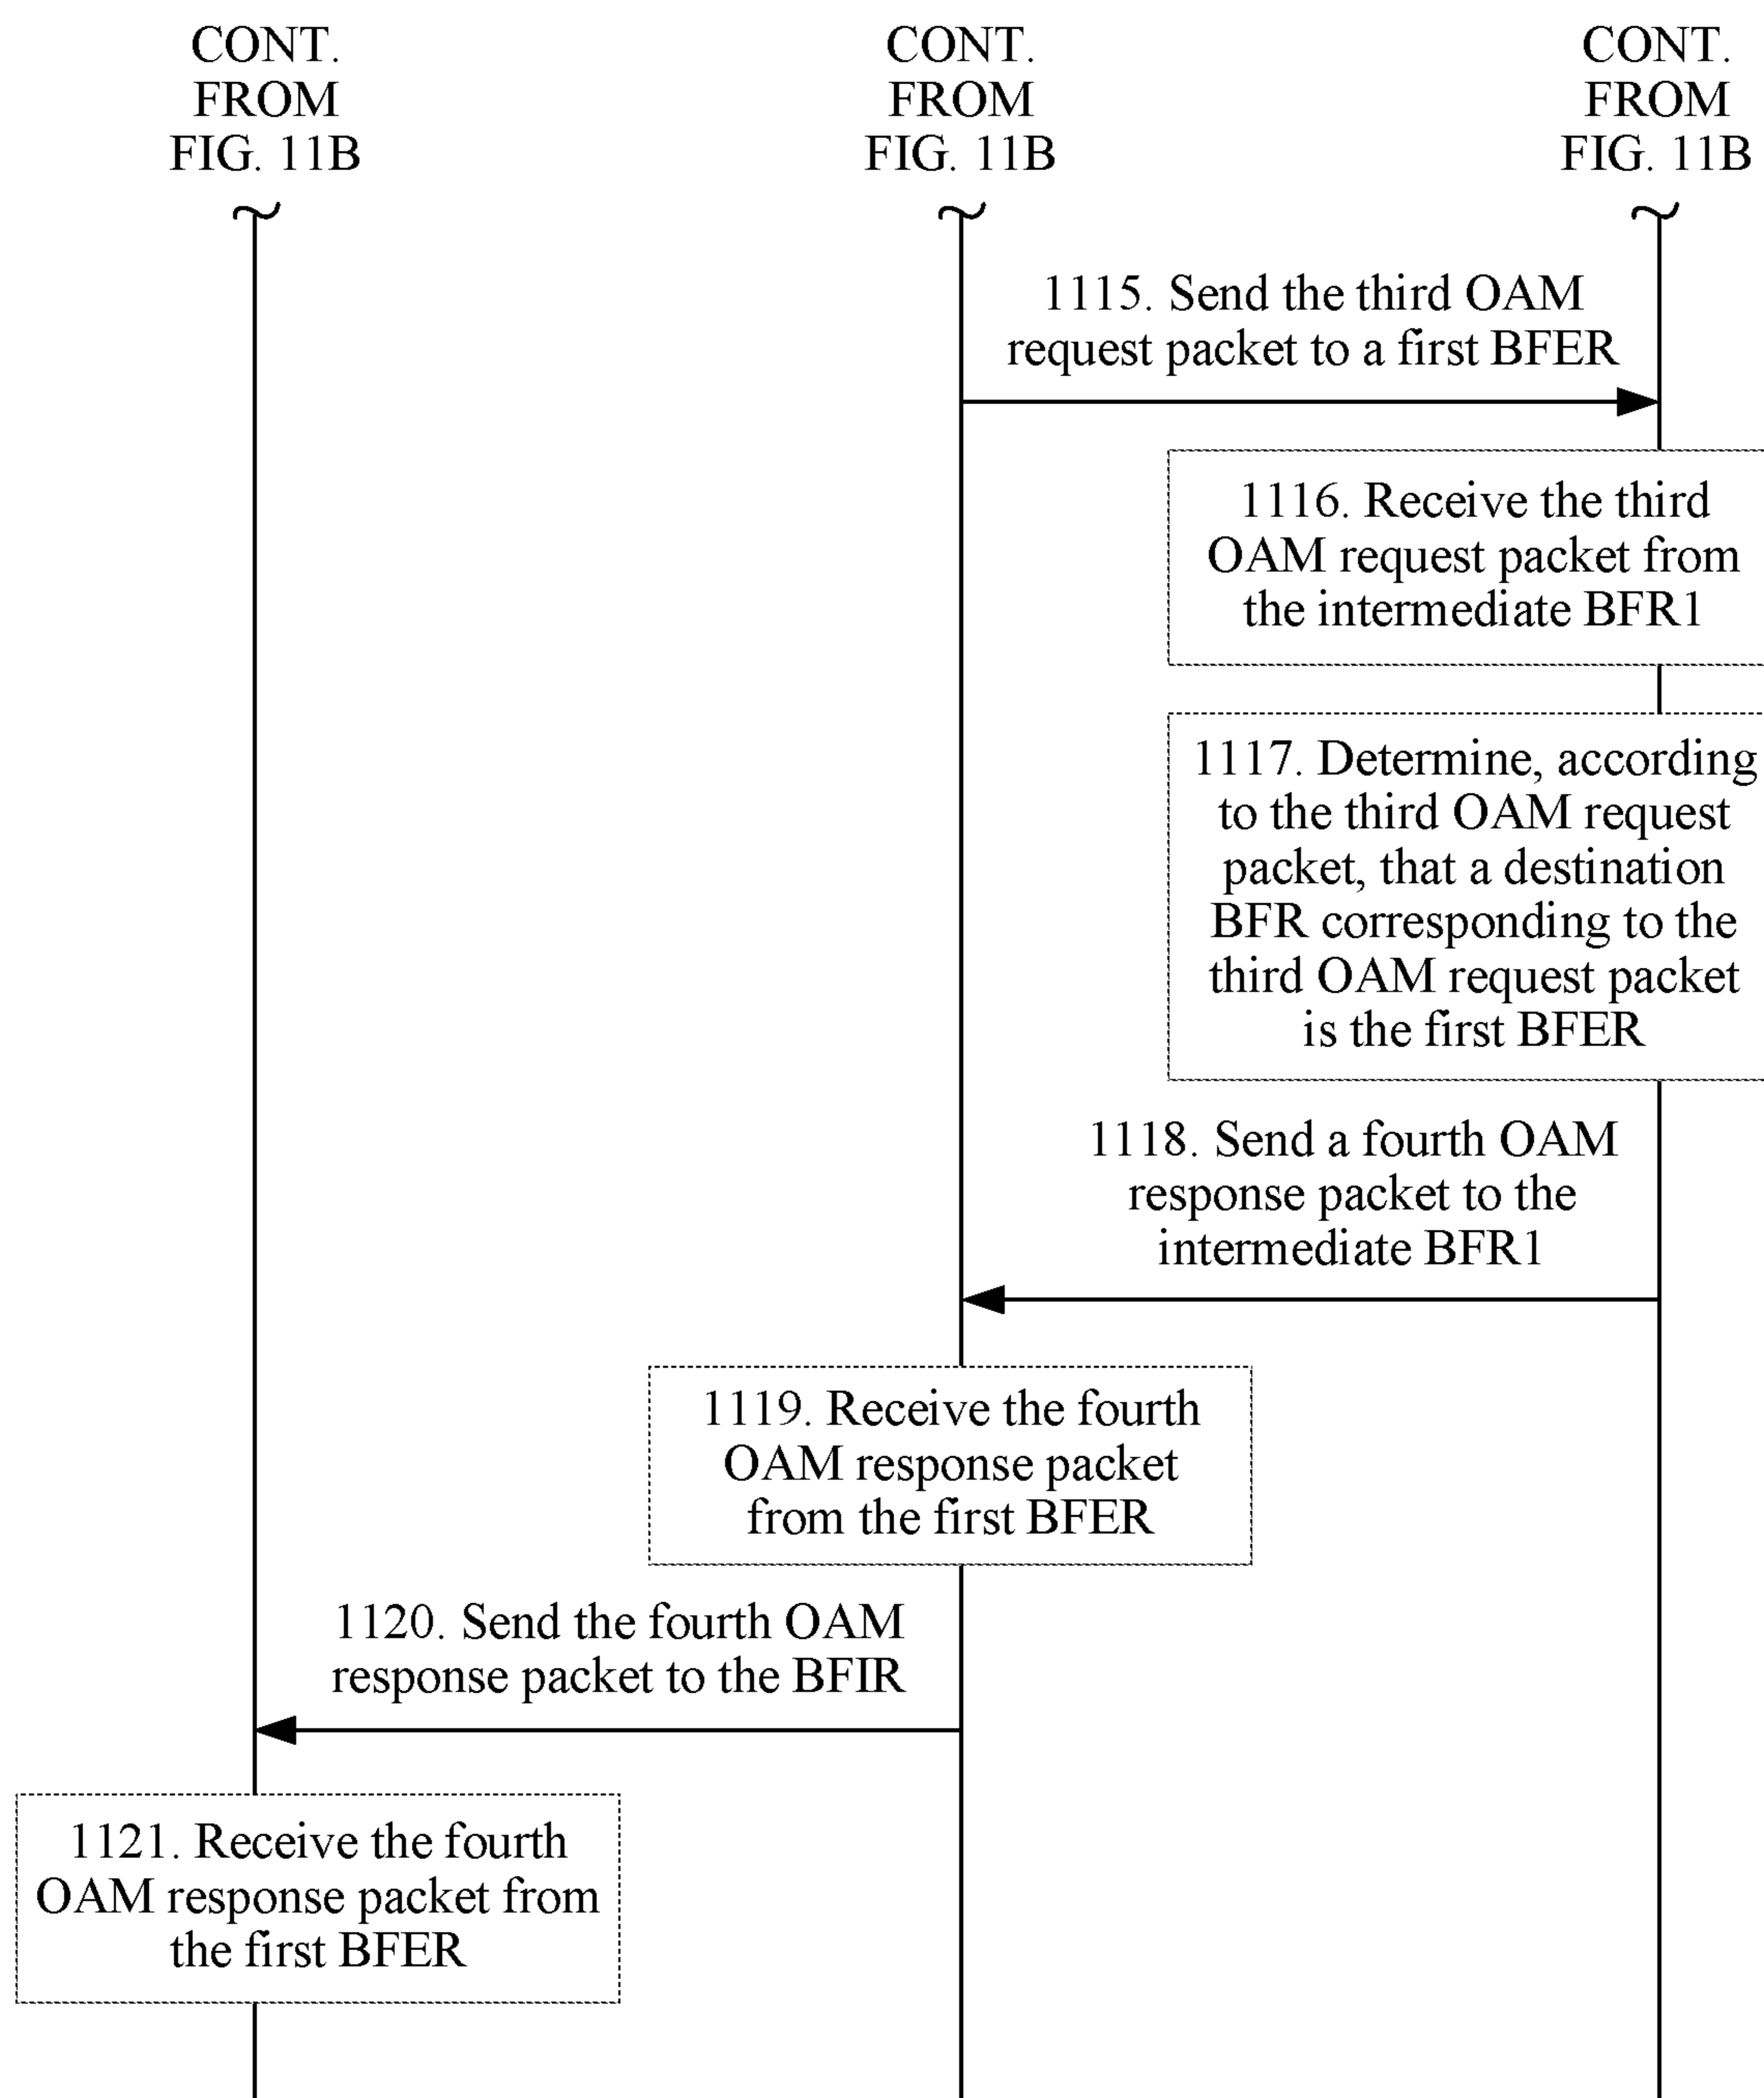 CONT.
FROM
FIG. 11B
CONT.
FROM
FIG. 11B
CONT.
FROM
FIG. 11B
1115. Send the third OAM
request packet to a first BFER
1116. Receive the third
OAM request packet from
the intermediate BFR1
1117. Determine, according
to the third OAM request
packet, that a destination
BFR corresponding to the
third OAM request packet
is the first BFER
1118. Send a fourth OAM
response packet to the
intermediate BFR1
1119. Receive the fourth
OAM response packet
from the first BFER
1120. Send the fourth OAM
response packet to the BFIR
1121. Receive the fourth
OAM response packet from
the first BFER